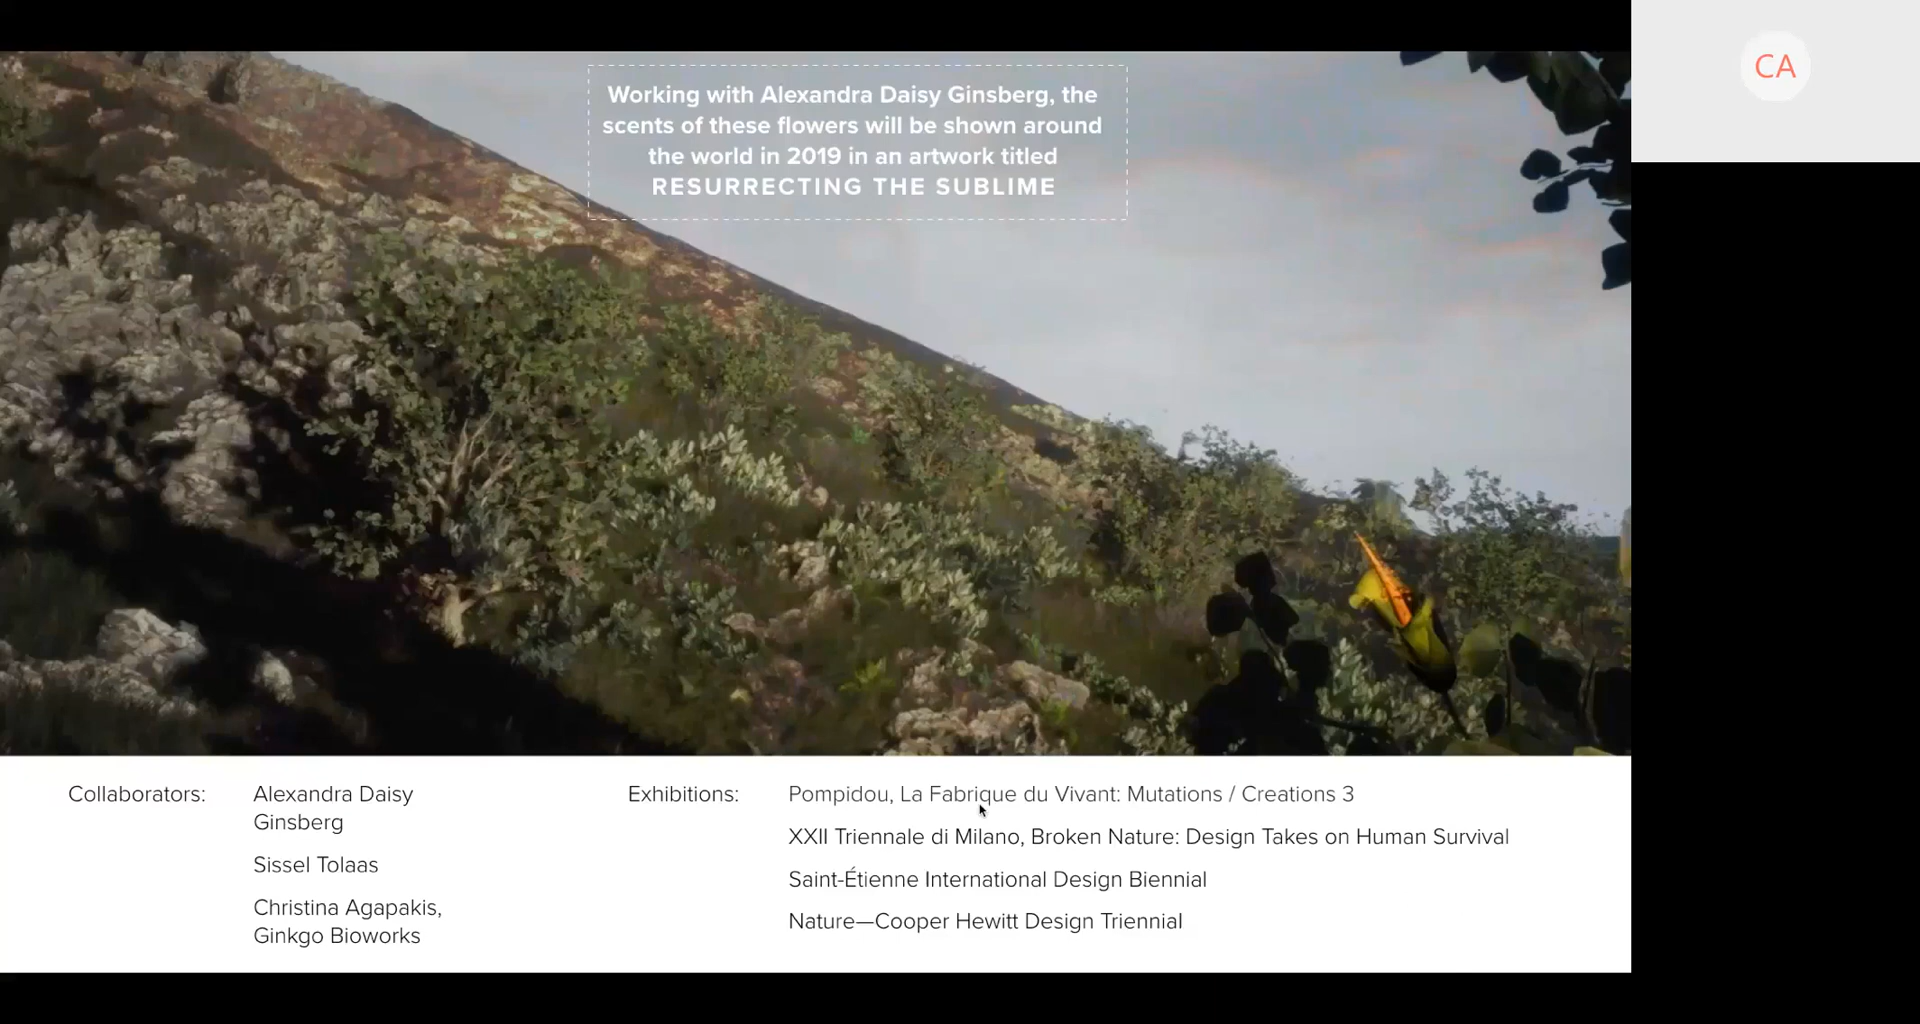 Working with Alexandra Daisy Ginsberg, the
scents of these flowers will be shown around
the world in 2019 in an artwork titled
RESURRECTING THE SUBLIME
CA
Collaborators:
Alexandra Daisy
Ginsberg
Sissel Tolaas
Christina Agapakis,
Ginkgo Bioworks
Exhibitions:
Pompidou, La Fabrique du Vivant: Mutations / Creations 3
XXII Triennale di Milano, Broken Nature: Design Takes on Human Survival
Saint-Étienne International Design Biennial
Nature—Cooper Hewitt Design Triennial